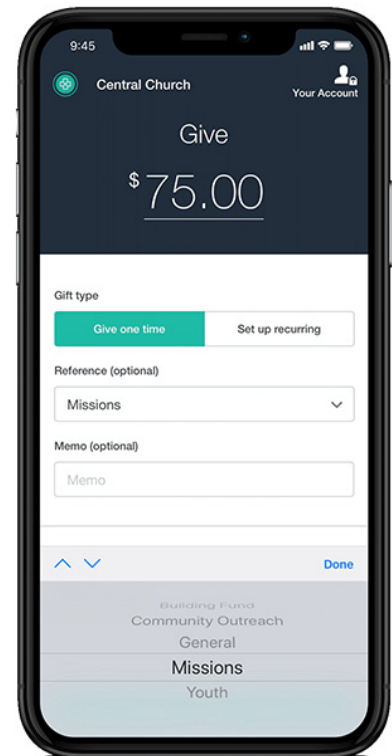 9:45
Central Church
Your Account
Give
$75.00
Gift type
Give one time Set up recurring
Reference (optional)
Missions
Memo (optional)
Memo
Done
Building Fund
Community Outreach
General
Missions
Youth